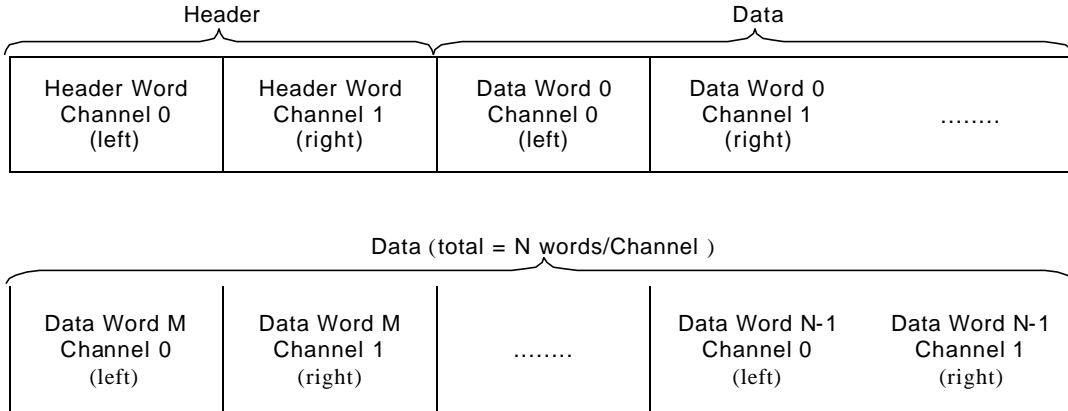 Header
Data
Header Word
Channel 0
(left)
Header Word
Channel 1
(right)
Data Word 0
Channel 0
(left)
Data Word 0
Channel 1
(right)
........
Data (total = N words/Channel )
Data Word M
Channel 0
(left)
Data Word M
Channel 1
(right)
........
Data Word N-1
Channel 0
(left)
Data Word N-1
Channel 1
(right)